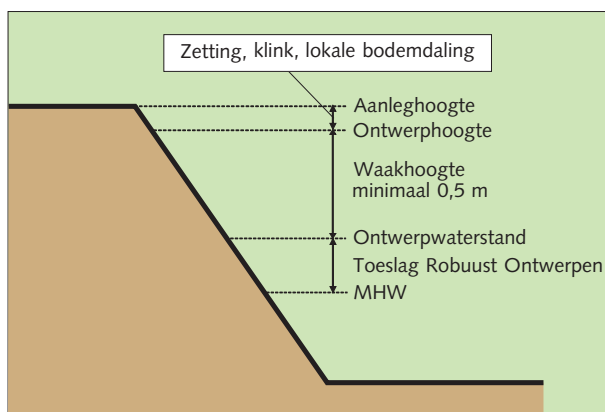 Zetting, klink, lokale bodemdaling
Aanleghoogte
Ontwerphoogte
Waakhoogte
minimaal 0,5 m
Ontwerpwaterstand
Toeslag Robuust Ontwerpen
MHW